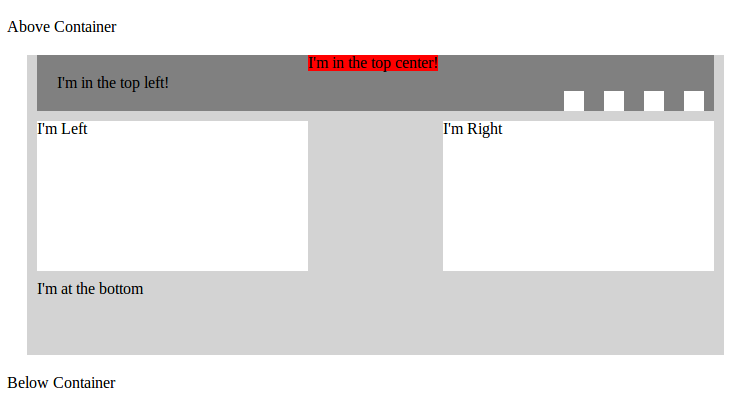 Above Container
I'm in the top center!
I'm in the top left!
I'm Left
I'm Right
I'm at the bottom
Below Container